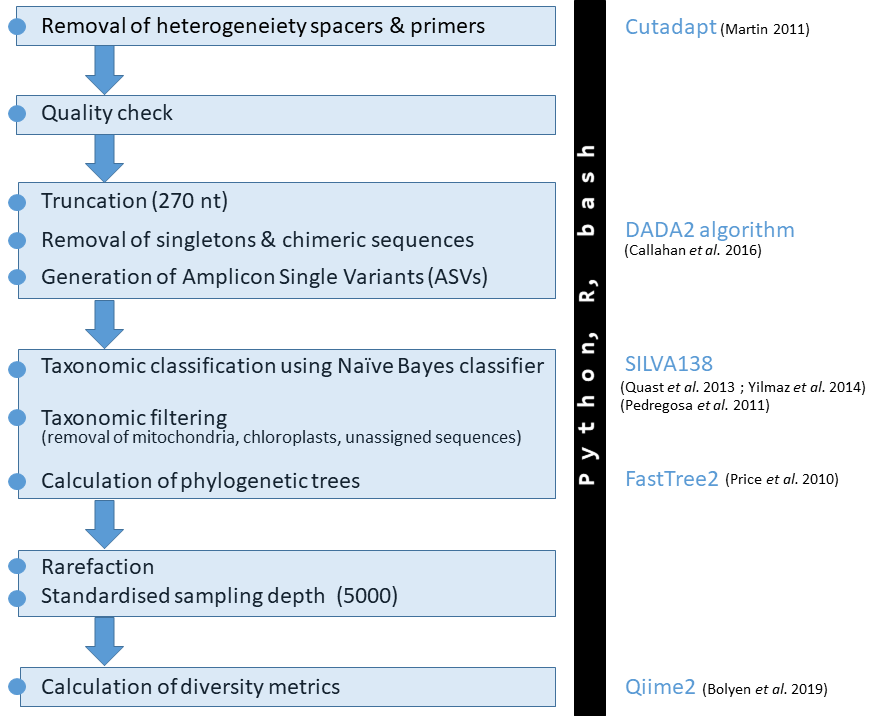 Removal of heterogeneiety spacers & primers
Cutadapt (Martin 2011)
Quality check
Truncation (270 nt)
Removal of singletons & chimeric sequences
Generation of Amplicon Single Variants (ASVs)
DADA2 algorithm
(Callahan et al. 2016)
Taxonomic classification using Naïve Bayes classifier
Taxonomic filtering
(removal of mitochondria, chloroplasts, unassigned sequences)
Calculation of phylogenetic trees
SILVA138
(Quast et al. 2013 ; Yilmaz et al. 2014)
(Pedregosa et al. 2011)
FastTree2 (Price et al. 2010)
Rarefaction
Standardised sampling depth (5000)
Calculation of diversity metrics
Qiime2 (Bolyen et al. 2019)
Python, R, bash